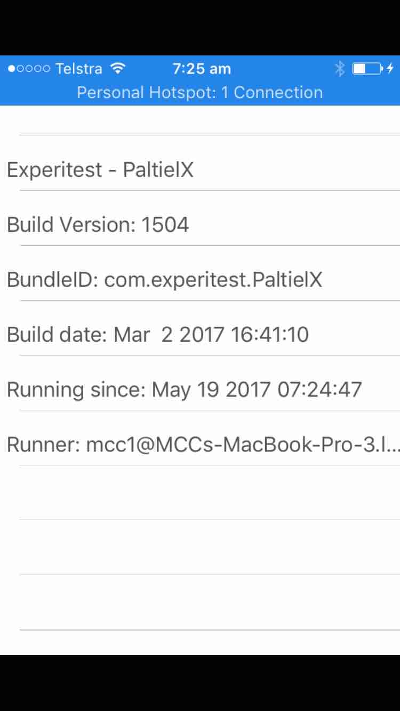 Telstra 7:25 am
Personal Hotspot: 1 Connection
Experitest - PaltielX
Build Version: 1504
BundleID: com.experitest.PaltielX
Build date: Mar  2 2017 16:41:10
Running since: May 19 2017 07:24:47
Runner: mcc1@MCCs-MacBook-Pro-3.l...